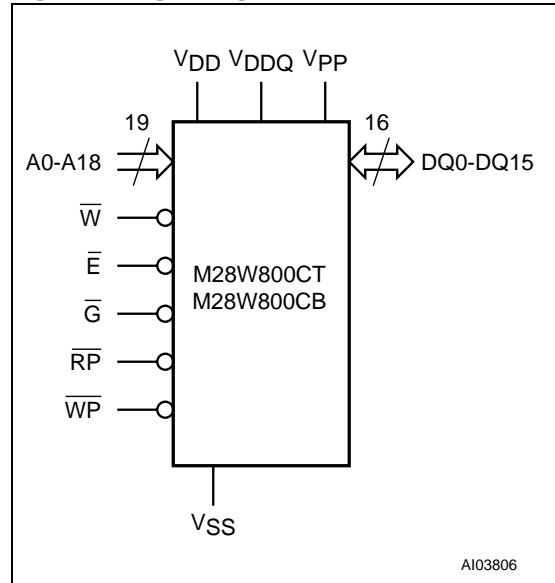 VDD VDDQ VPP
19
16
A0-A18
DQ0-DQ15
W
E
M28W800CT
M28W800CB
G
RP
WP
VSS
AI03806